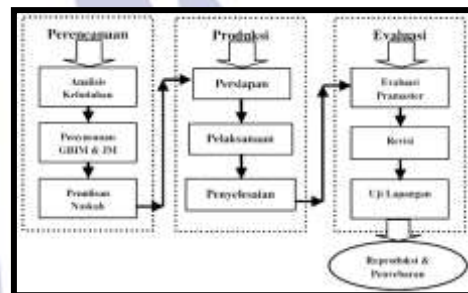 Perencanaan
Analisis
Kebutuhan
Penyusunan
GBIM & JM
Penulisan
Naskah
Produksi
Persiapan
Pelaksanaan
Penyelesaian
Evaluasi
Evaluasi
Pramaster
Revisi
Uji Lapangan
Reproduksi &
Penyebaran